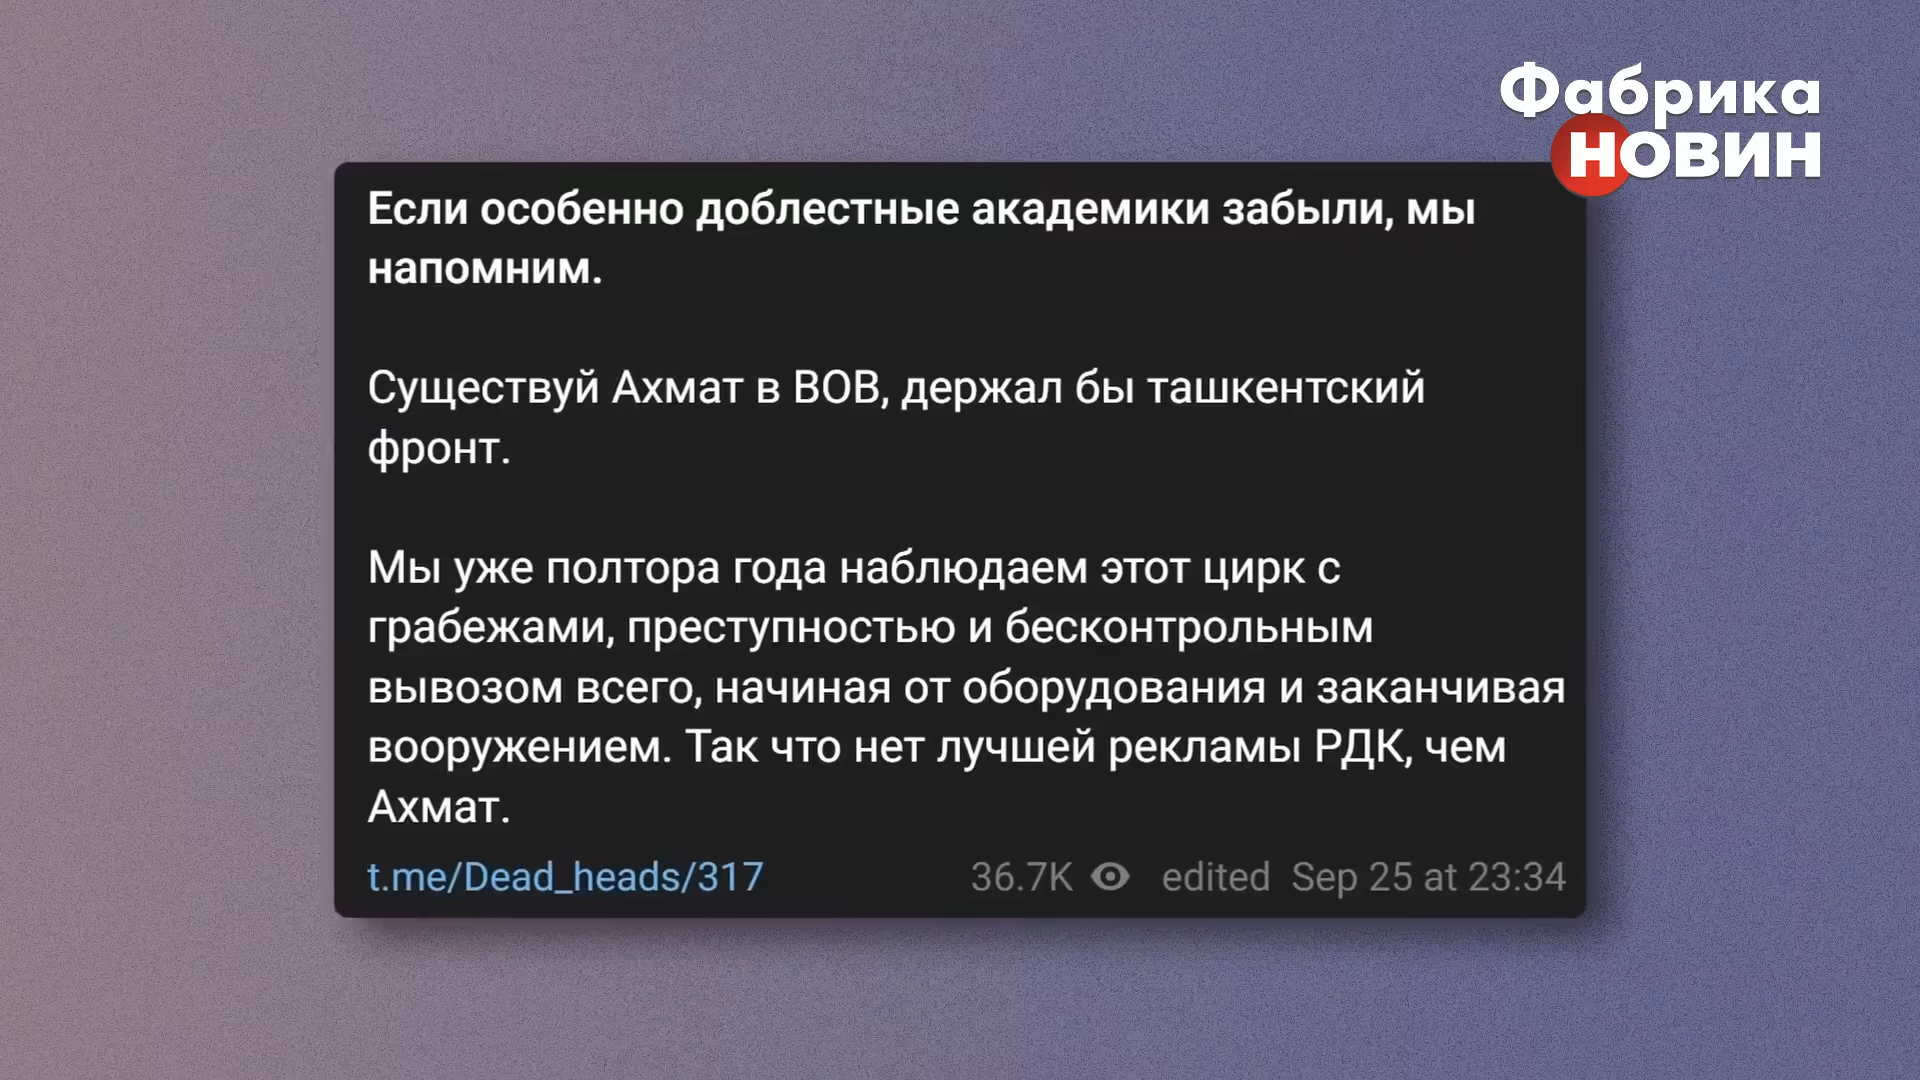 Фабрика
новин
Если особенно доблестные академики забыли, мы
напомним.
Существуй Ахмат в ВОВ, держал бы ташкентский
фронт.
Мы уже полтора года наблюдаем этот цирк с
грабежами, преступностью и бесконтрольным
вывозом всего, начиная от оборудования и заканчивая
вооружением. Так что нет лучшей рекламы РДК, чем
Ахмат.
t.me/Dead_heads/317 36.7K edited Sep 25 at 23:34